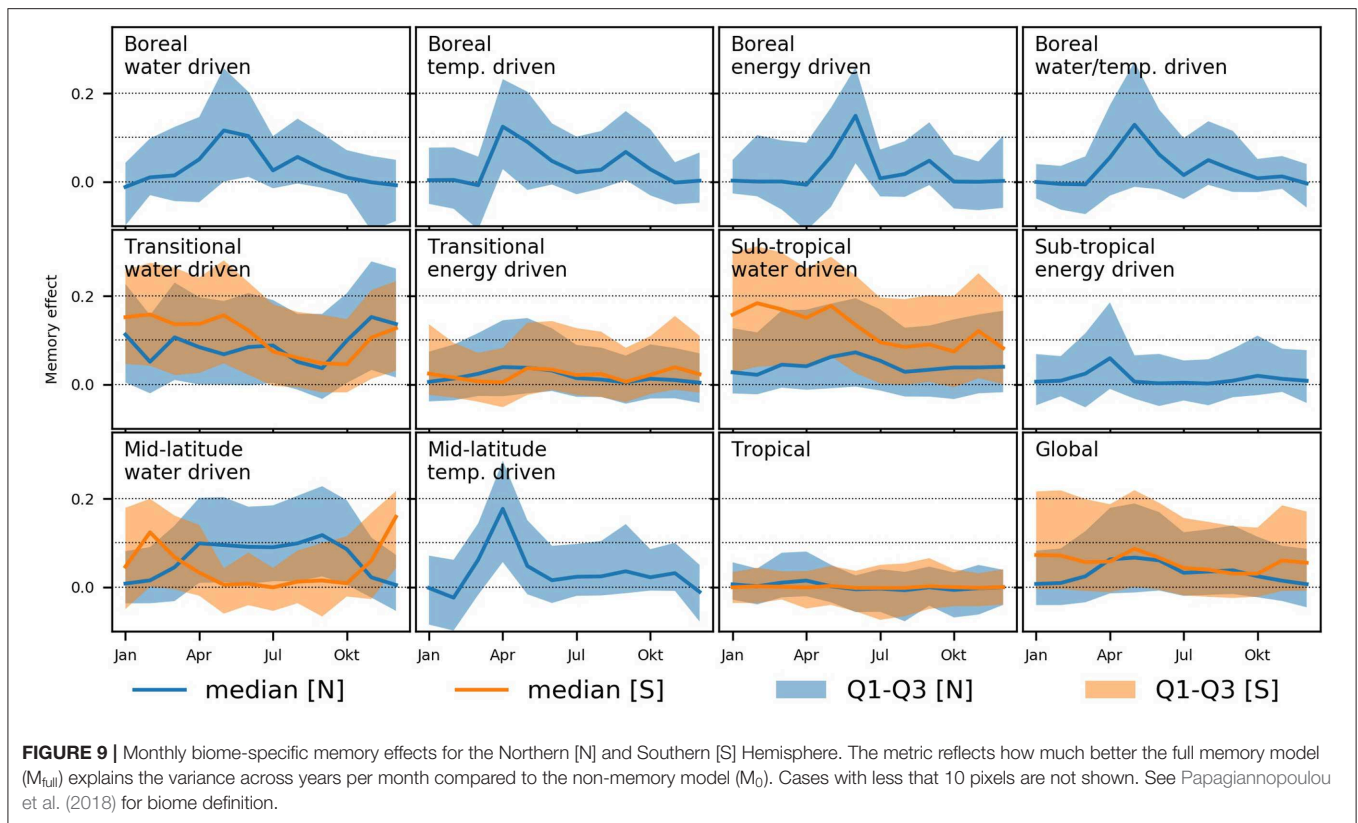 Boreal
water driven
Boreal
temp. driven
Boreal
energy driven
Boreal
water/temp. driven
0.2
0.0
Transitional
water driven
Transitional
energy driven
Sub-tropical
water driven
Sub-tropical
energy driven
Memory effect
0.2
0.0
Mid-latitude
water driven
Mid-latitude
temp. driven
Tropical
Global
0.2
0.0
Jan Apr Jul Okt Jan Apr Jul Okt Jan Apr Jul Okt Jan Apr Jul Okt
median [N] median [S] Q1-Q3 [N] Q1-Q3 [S]
FIGURE 9 | Monthly biome-specific memory effects for the Northern [N] and Southern [S] Hemisphere. The metric reflects how much better the full memory model
(Mfull) explains the variance across years per month compared to the non-memory model (M0). Cases with less that 10 pixels are not shown. See Papagiannopoulou
et al. (2018) for biome definition.